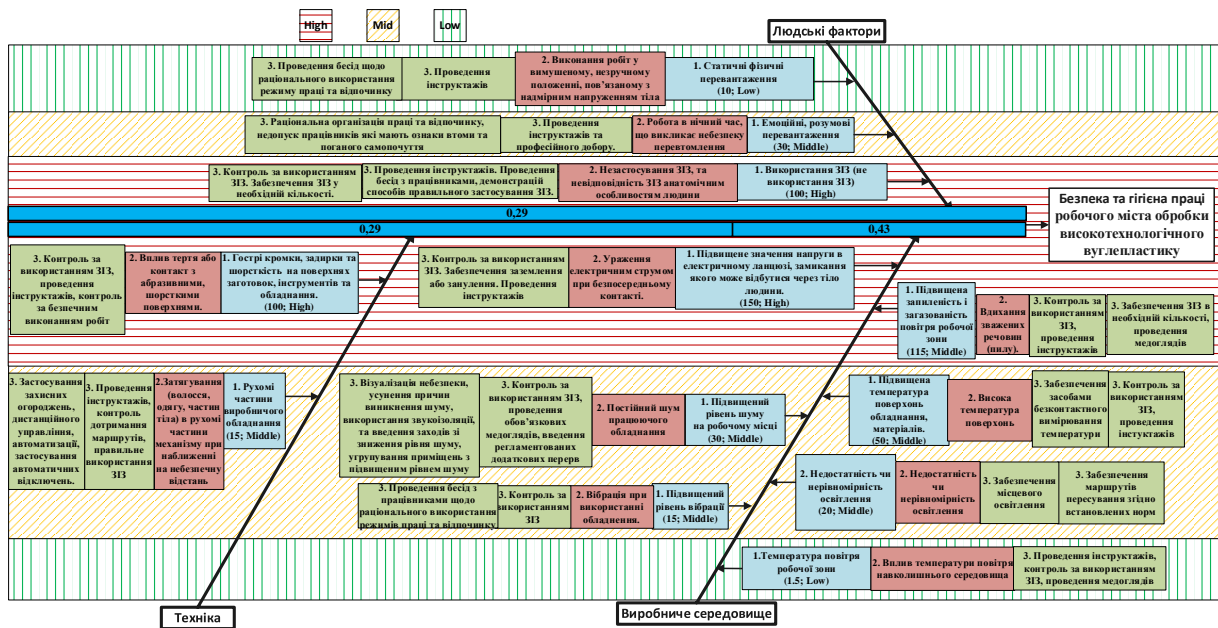 High
Mid
Low
Людські фактори
3. Проведення бесід щодо
раціонального використання
режиму праці та відпочинку
3. Проведення
інструктажів
2. Виконання робіт у
вимушеному, незручному
положенні, пов'язаному з
надмірним напруженням тіла
1. Статичні фізичні
перевантаження
(10; Low)
3. Раціональна організація праці та відпочинку,
недопуск працівників які мають ознаки втоми та
поганого самопочуття
3. Проведення
інструктажів та
професійного добору.
2. Робота в нічний час,
що викликає небезпеку
перевтомлення
1. Емоційні, розумові
перевантаження
(30; Middle)
3. Контроль за використанням
ЗІЗ. Забезпечення ЗІЗ у
необхідній кількості.
3. Проведення інструктажів. Проведення
бесід з працівниками, демонстрацій
способів правильного застосування ЗІЗ.
2. Незастосування ЗІЗ, та
невідповідність ЗІЗ анатомічним
особливостям людини
1. Використання ЗІЗ (не
використання ЗІЗ)
(100; High)
0,29
0,29
0,43
Безпека та гігієна праці
робочого міста обробки
високотехнологічного
вуглепластику
3. Контроль за
використанням ЗІЗ,
проведення
інструктажів, контроль
за безпечним
виконанням робіт
2. Вплив тертя або
контакт з
абразивними,
шорсткими
поверхнями.
1. Гострі кромки, задирки та
шорсткість на поверхнях
заготовок, інструментів та
обладнання.
(100; High)
3. Контроль за використанням
ЗІЗ. Забезпечення заземлення
або занулення. Проведення
інструктажів
2. Ураження
електричним струмом
при безпосередньому
контакті.
1. Підвищене значення напруги в
електричному ланцюзі, замикання
якого може відбутися через тіло
людини.
(150; High)
1. Підвищена
запиленість і
загазованість
повітря робочої
зони
(115; Middle)
2.
Вдихання
зважених
речовин
(пилу).
3. Контроль
за
використанням
ЗІЗ,
проведення
інструктажів
3. Забезпечення ЗІЗ в
необхідній кількості,
проведення
медоглядів
3. Застосування
захисних
огороджень,
дистанційного
управління,
автоматизації,
застосування
автоматичних
відключень.
3. Проведення
інструктажів,
контроль
дотримання
маршрутів,
правильне
використання
ЗІЗ
2.Затягування
(волосся,
одягу, частин
тіла) в рухомі
частини
механізму при
наближенні
на небезпечну
відстань
1. Рухомі
частини
виробничого
обладнання
(15; Middle)
3. Візуалізація небезпеки,
усунення причин
виникнення шуму,
використання звукоізоляції,
та введення заходів зі
зниження рівня шуму,
угрупування приміщень з
підвищеним рівнем шуму
3. Контроль за
використанням ЗІЗ,
проведення
обов'язкових
медоглядів, введення
регламентованих
додаткових перерв
2. Постійний шум
працюючого
обладнання
1. Підвищений
рівень шуму
на робочому місці
(30; Middle)
1. Підвищена
температура
поверхонь
обладнання,
матеріалів.
(50; Middle)
2. Висока
температура
поверхонь
3. Забезпечення
засобами
безконтактного
вимірювання
температури
3. Контроль за
використанням
ЗІЗ,
проведення
інструктажів
3. Проведення бесід з
працівниками щодо
раціонального використання
режимів праці та відпочинку
3. Контроль за
використанням
ЗІЗ
2. Вібрація при
використанні
обладнення.
1. Підвищений
рівень вібрації
(15; Middle)
2. Недостатність чи
нерівномірність
освітлення
(20; Middle)
2. Недостатність
чи
нерівномірність
освітлення
3. Забезпечення
місцевого
освітлення
3. Забезпечення
маршрутів
пересування згідно
встановлених норм
1.Температура повітря
робочої зони
(1.5; Low)
2. Вплив температури повітря
навколишнього середовища
3. Проведення інструктажів,
контроль за використанням
ЗІЗ, проведення медоглядів
Техніка
Виробниче середовище